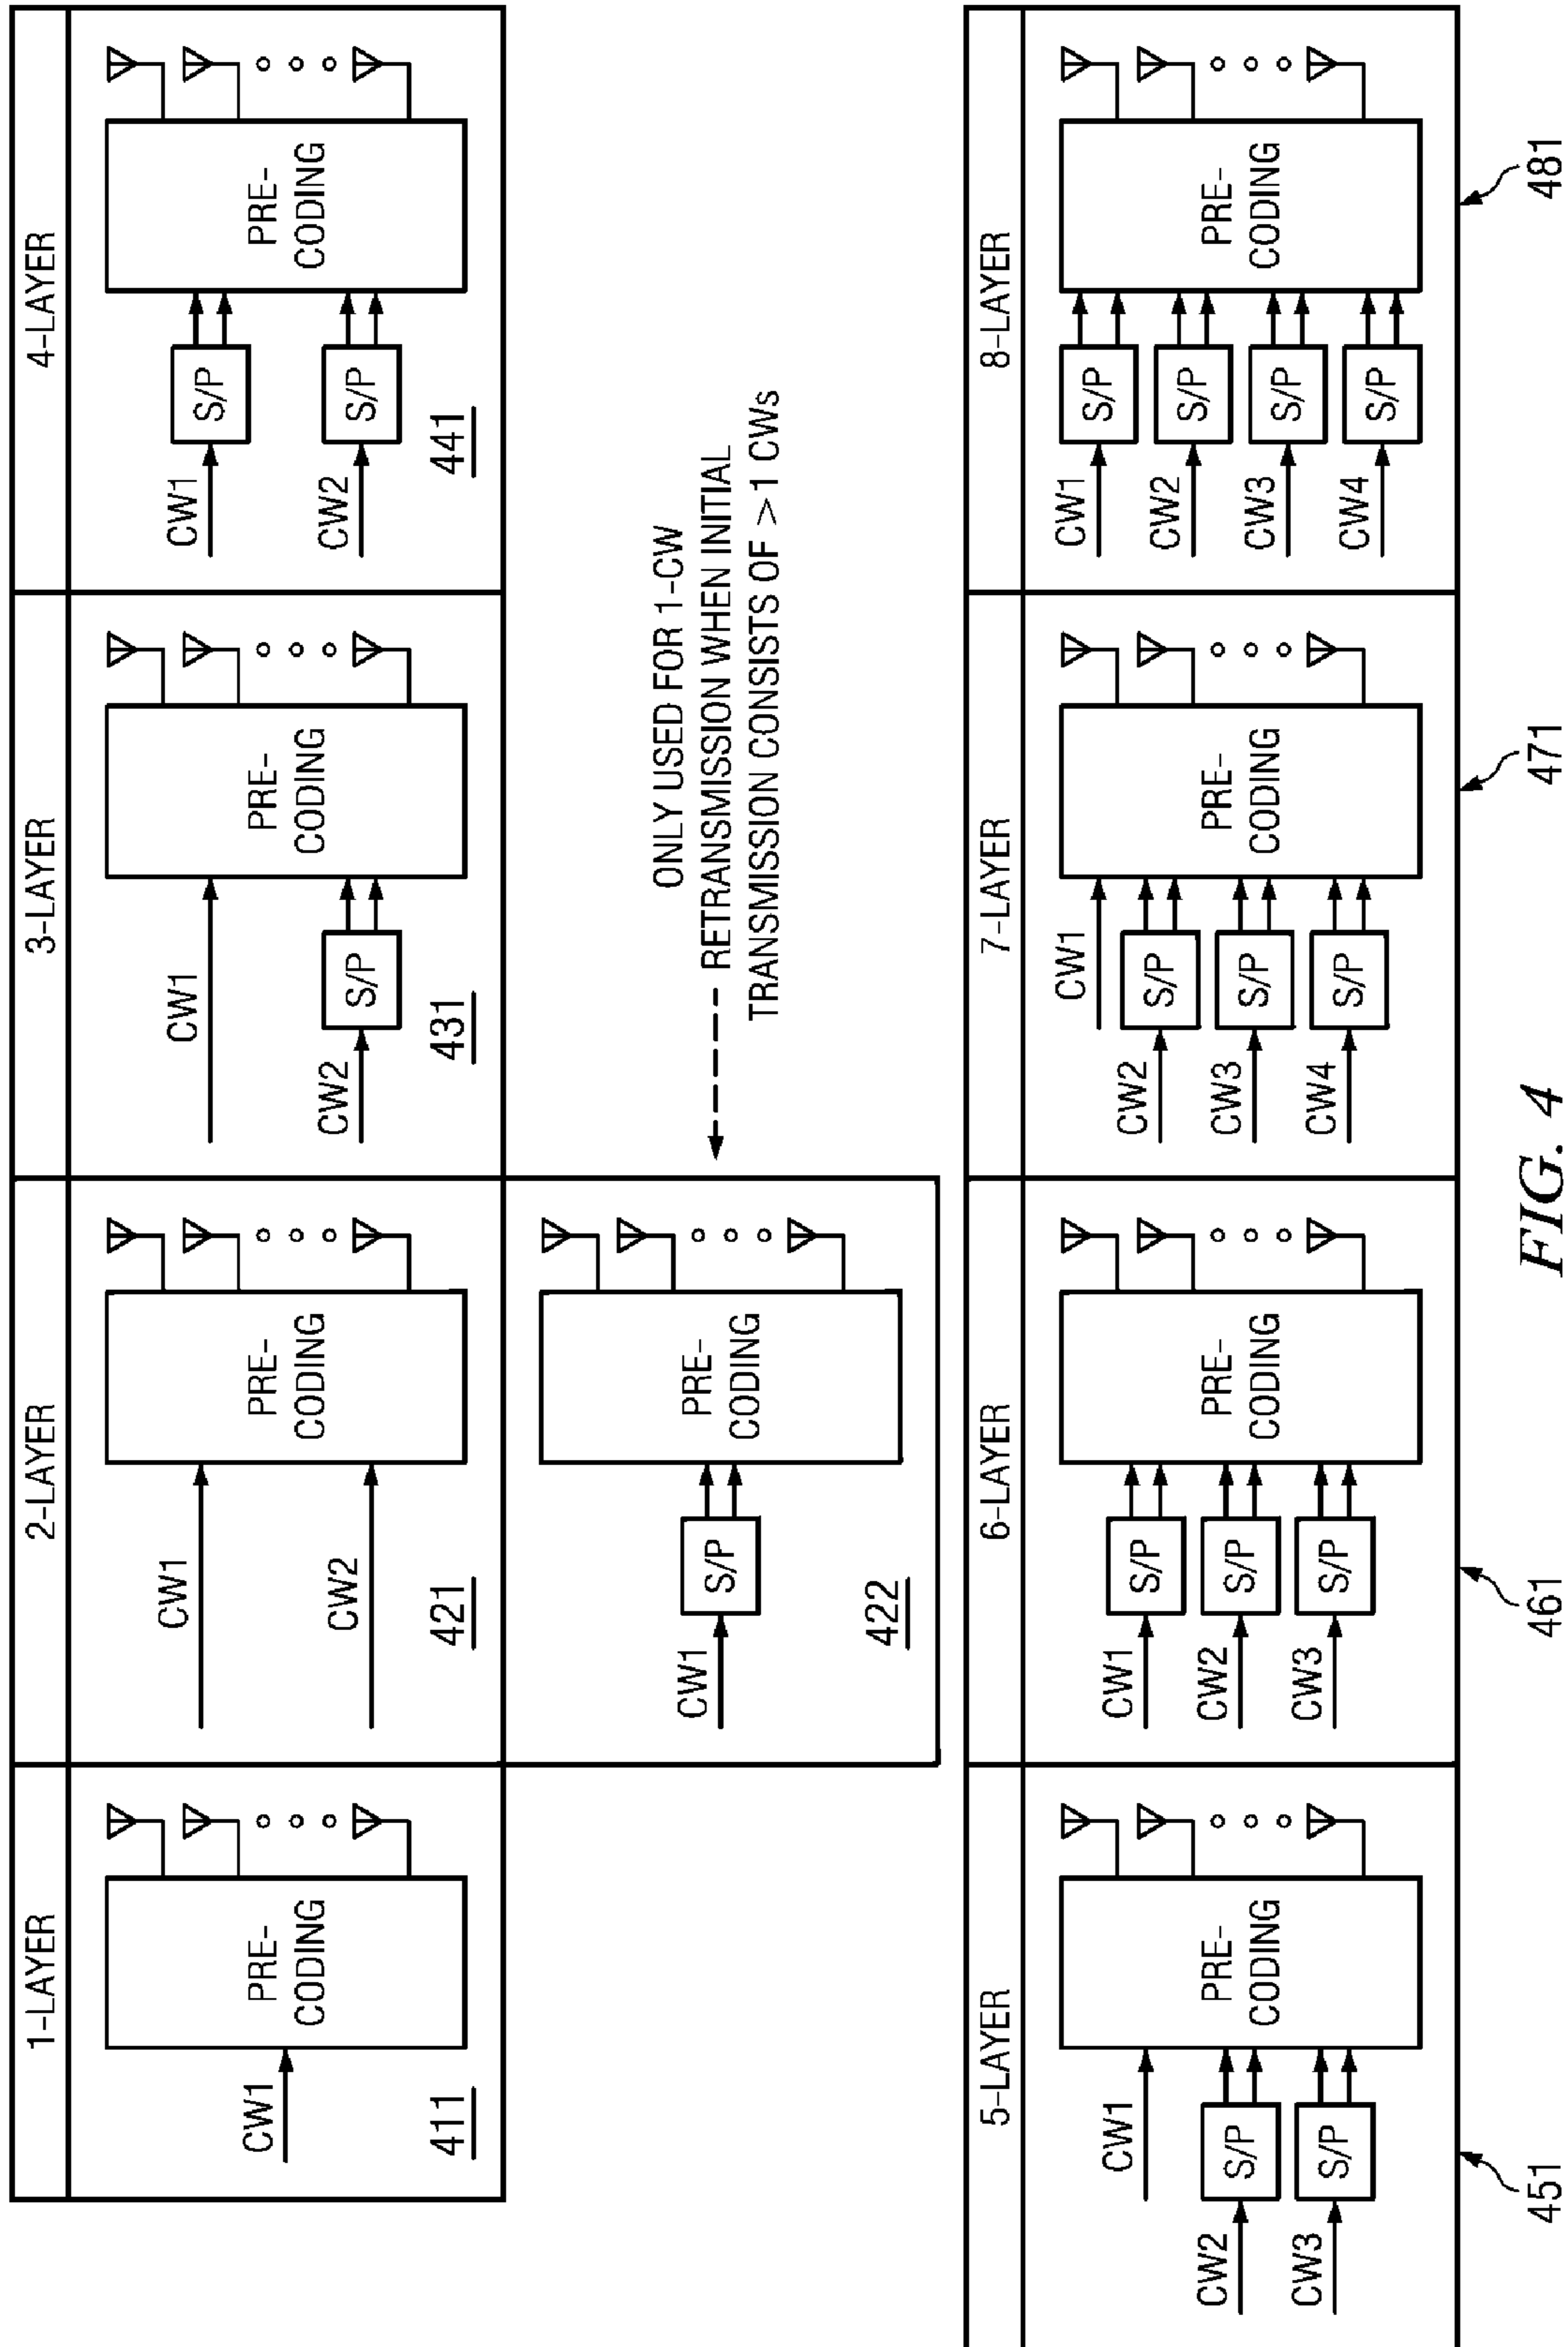 1-LAYER
CW1
PRE-
CODING
411
2-LAYER
CW1
CW2
PRE-
CODING
421
CW1
S/P
PRE-
CODING
422
3-LAYER
CW1
CW2
S/P
PRE-
CODING
431
4-LAYER
CW1
S/P
CW2
S/P
PRE-
CODING
441
ONLY USED FOR 1-CW
RETRANSMISSION WHEN INITIAL
TRANSMISSION CONSISTS OF >1 CWs
5-LAYER
CW1
CW2
S/P
CW3
S/P
PRE-
CODING
451
6-LAYER
CW1
S/P
CW2
S/P
CW3
S/P
PRE-
CODING
461
7-LAYER
CW1
CW2
S/P
CW3
S/P
CW4
S/P
PRE-
CODING
471
8-LAYER
CW1
S/P
CW2
S/P
CW3
S/P
CW4
S/P
PRE-
CODING
481
FIG. 4